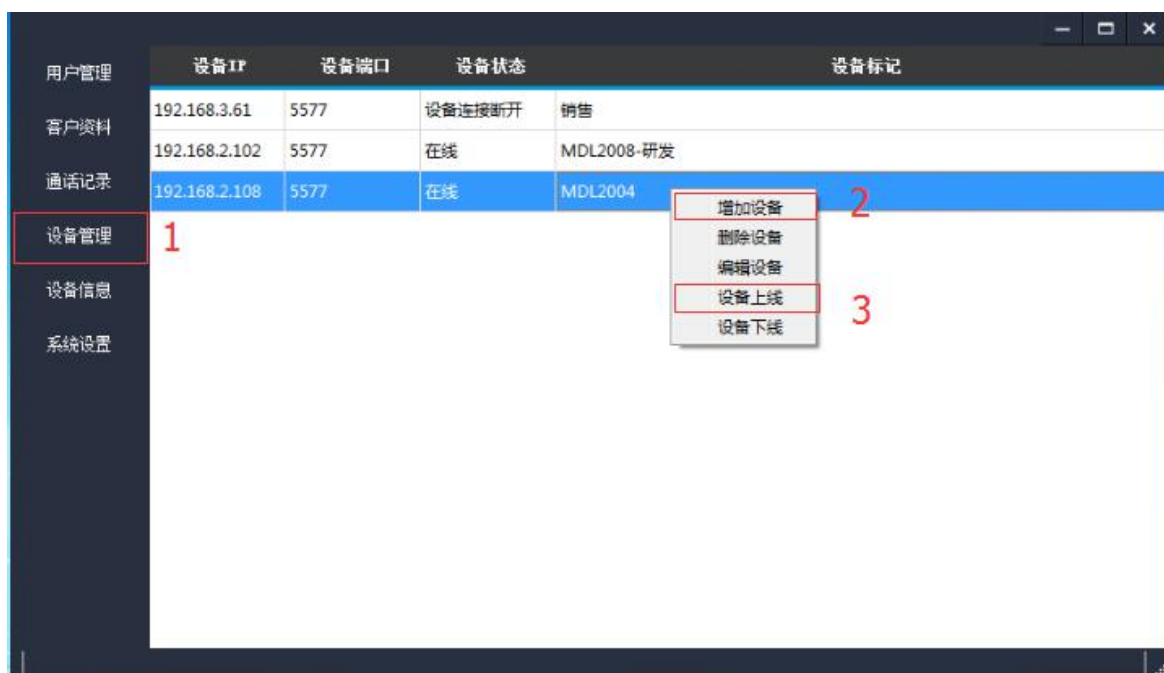 设备IP 设备端口 设备状态 设备标记
用户管理
客户资料
通话记录
设备管理 1
设备信息
系统设置
192.168.3.61 5577 设备连接断开 销售
192.168.2.102 5577 在线 MDL2008-研发
192.168.2.108 5577 在线 MDL2004
增加设备 2
删除设备
编辑设备
设备上线 3
设备下线